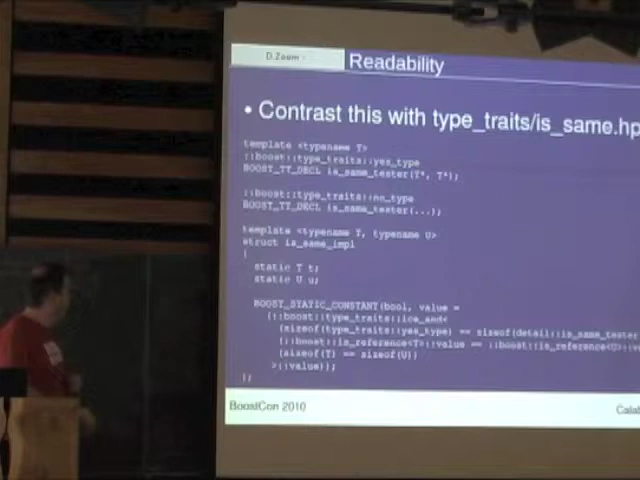 Readability
• Contrast this with type_traits/is_same.hp
template <typename T>
::boost::type_traits::yes_type
BOOST_TT_DECL is_same_tester(T*, T*);
::boost::type_traits::no_type
BOOST_TT_DECL is_same_tester(...);
template <typename T, typename U>
struct is_same_impl
{
static T t;
static U u;
BOOST_STATIC_CONSTANT(bool, value =
(::boost::type_traits::ice_and<
(sizeof(type_traits::yes_type) == sizeof(detail::is_same_tester
(::boost::is_reference<T>::value == ::boost::is_reference<U>::v
(sizeof(T) == sizeof(U))
>::value));
};
BoostCon 2010